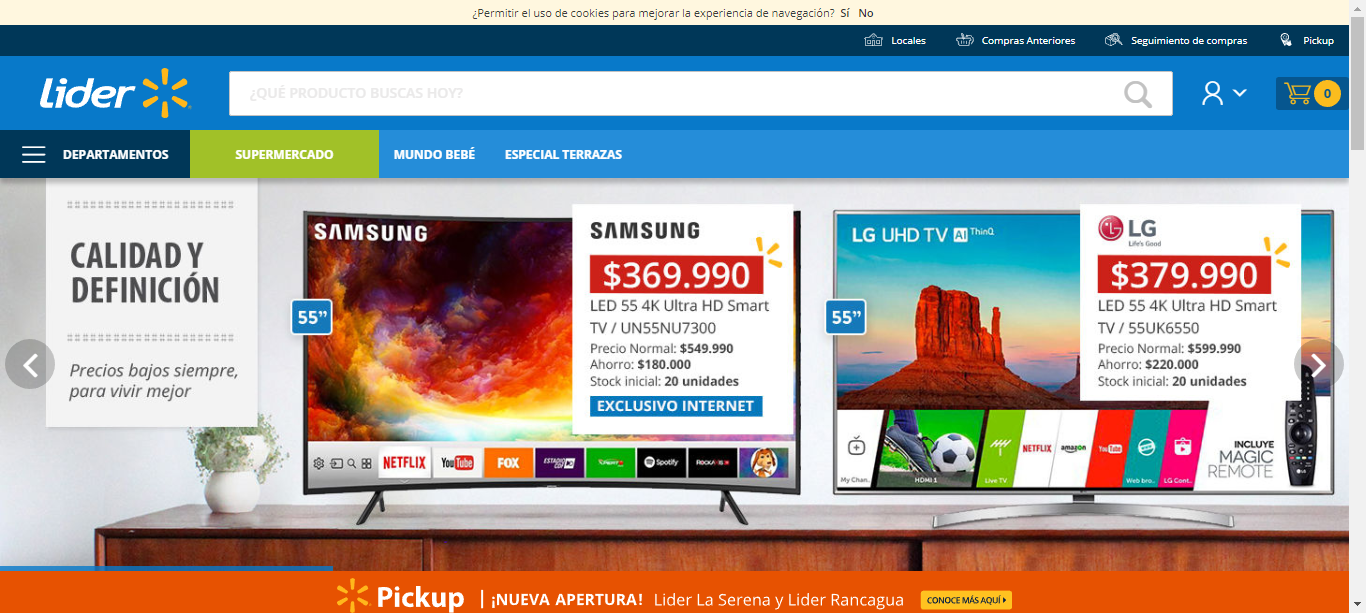 ¿Permitir el uso de cookies para mejorar la experiencia de navegación? Sí No
Locales Compras Anteriores Seguimiento de compras Pickup
Lider
¿QUÉ PRODUCTO BUSCAS HOY?
0
DEPARTAMENTOS SUPERMERCADO MUNDO BEBÉ ESPECIAL TERRAZAS
CALIDAD Y
DEFINICIÓN
Precios bajos siempre,
para vivir mejor
SAMSUNG
55”
SAMSUNG
$369.990
LED 55 4K Ultra HD Smart
TV / UN55NU7300
Precio Normal: $549.990
Ahorro: $180.000
Stock inicial: 20 unidades
EXCLUSIVO INTERNET
NETFLIX YouTube FOX Spotify
LG UHD TV AI ThinQ
55”
LG
Life's Good
$379.990
LED 55 4K Ultra HD Smart
TV / 55UK6550
Precio Normal: $599.990
Ahorro: $220.000
Stock inicial: 20 unidades
My Chan. HDMI 1 Live TV NETFLIX amazon YouTube Web bro.. LG Cont..
INCLUYE
MAGIC
REMOTE
LG
Pickup | ¡NUEVA APERTURA! Lider La Serena y Lider Rancagua CONOCE MÁS AQUÍ